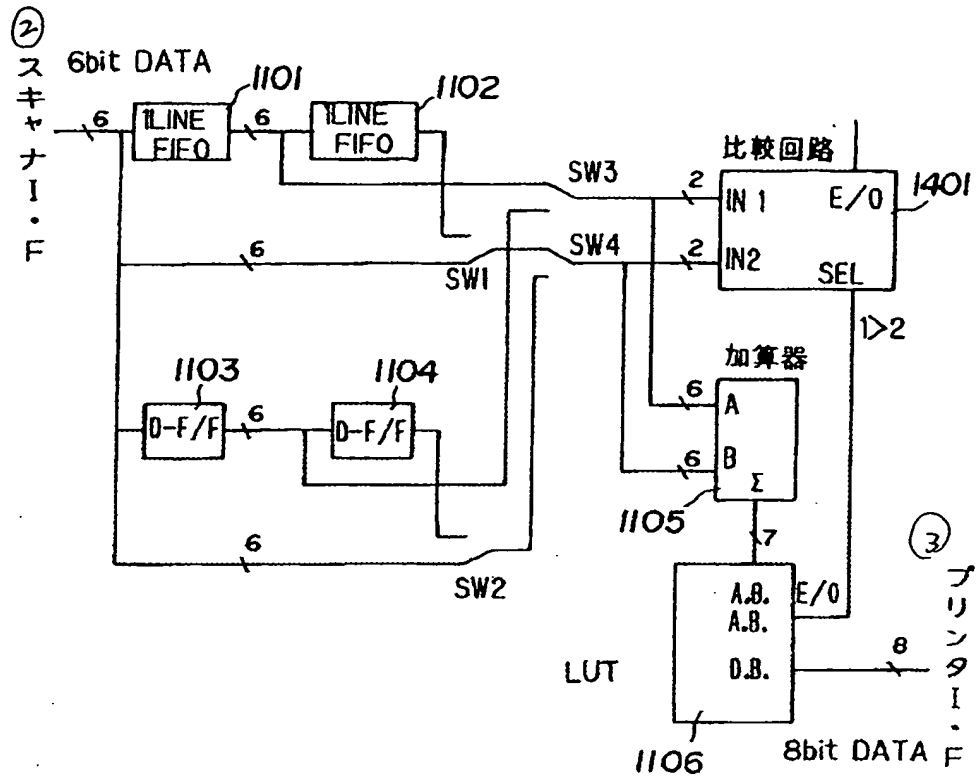 ②
スキャナI・F
6bit DATA
1101
1102
6
1LINE
FIFO
6
1LINE
FIFO
SW3
2
比較回路
1401
IN 1
E/O
6
SW1
SW4
2
IN2
SEL
1>2
1103
1104
D-F/F
6
D-F/F
加算器
6
A
6
B
Σ
1105
7
6
SW2
③
プリンターI・F
A.B.
E/O
A.B.
8
D.B.
LUT
1106
8bit DATA